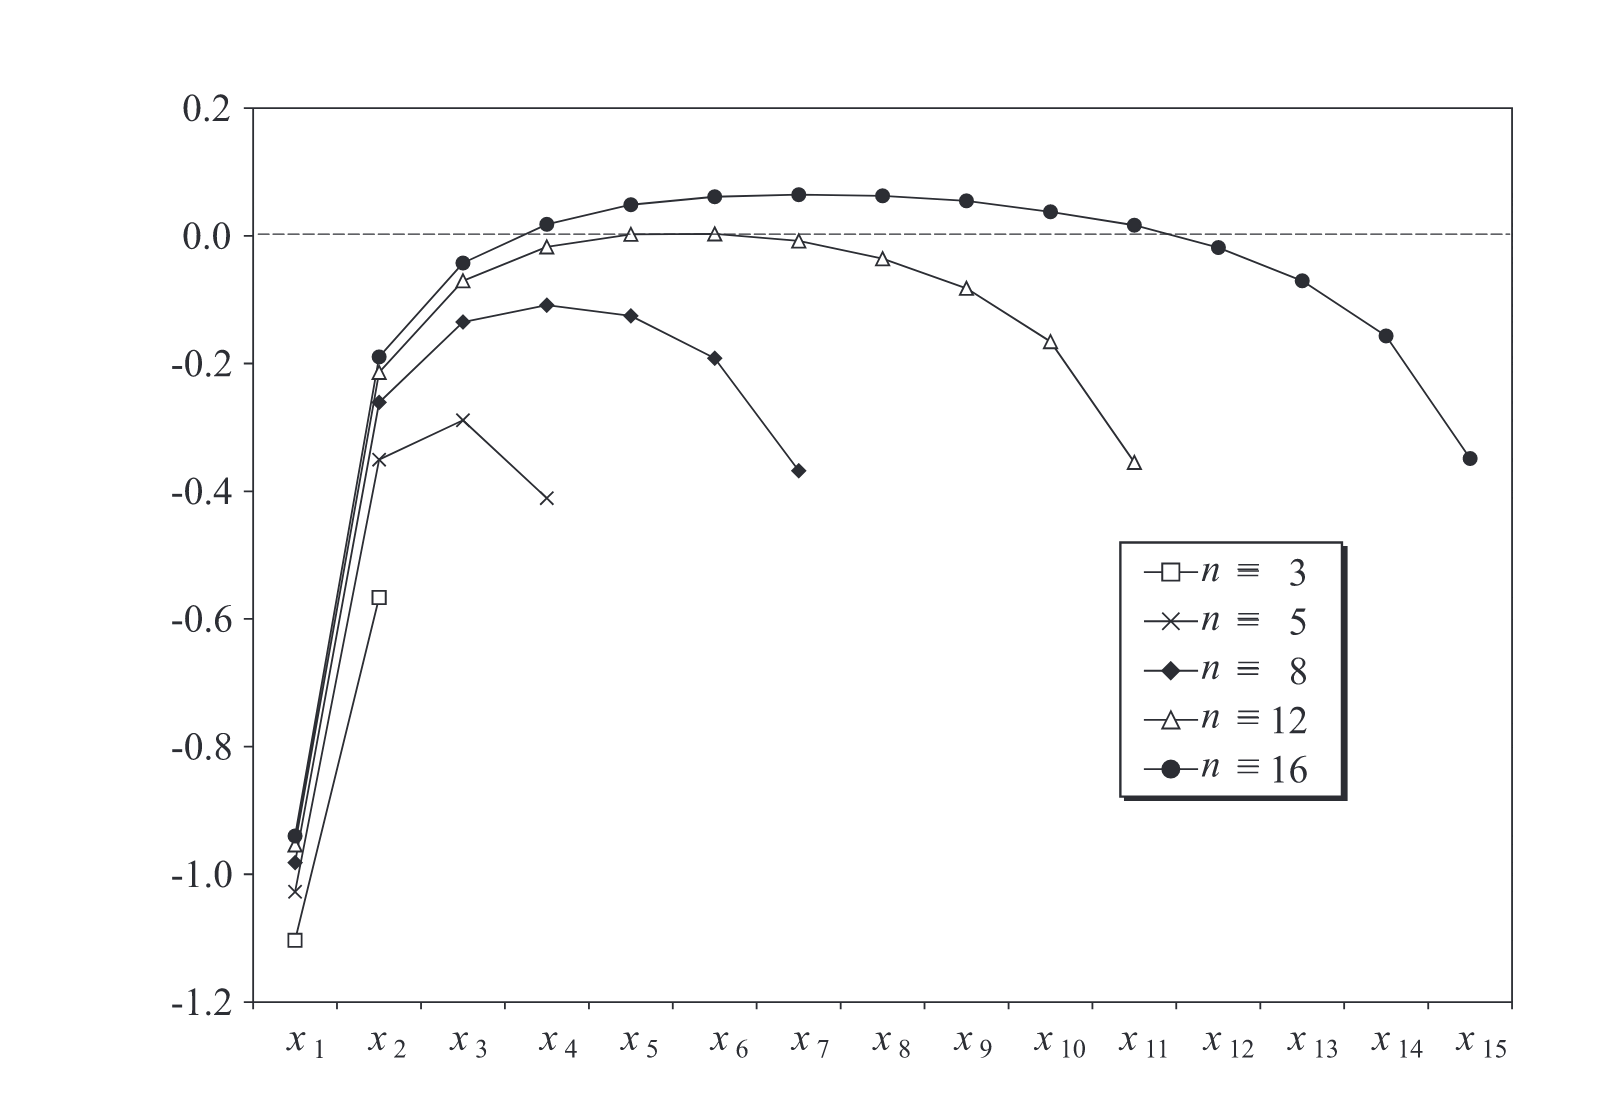 0.2
0.0
-0.2
-0.4
-0.6
-0.8
-1.0
-1.2
x 1 x 2 x 3 x 4 x 5 x 6 x 7 x 8 x 9 x 10 x 11 x 12 x 13 x 14 x 15
n ≡ 3
n ≡ 5
n ≡ 8
n ≡ 12
n ≡ 16